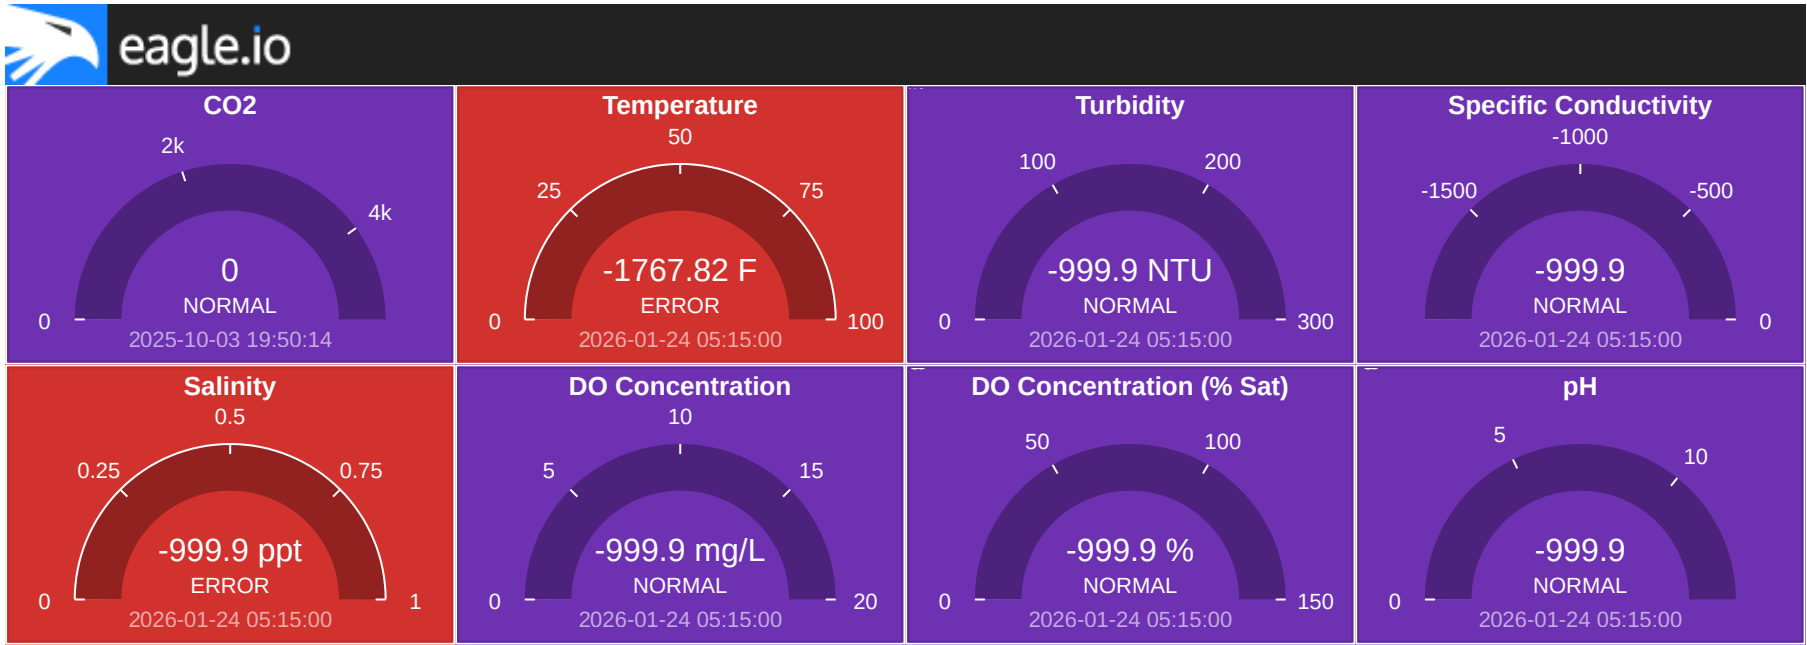 eagle.io
CO2
2k
4k
0
0
NORMAL
2025-10-03 19:50:14
Temperature
50
25
75
-1767.82 F
ERROR
0
100
2026-01-24 05:15:00
Turbidity
100
200
-999.9 NTU
NORMAL
0
300
2026-01-24 05:15:00
Specific Conductivity
-1000
-1500
-500
-999.9
NORMAL
0
2026-01-24 05:15:00
Salinity
0.5
0.25
0.75
-999.9 ppt
ERROR
0
1
2026-01-24 05:15:00
DO Concentration
10
5
15
-999.9 mg/L
NORMAL
0
20
2026-01-24 05:15:00
DO Concentration (% Sat)
50
100
-999.9 %
NORMAL
0
150
2026-01-24 05:15:00
pH
5
10
-999.9
NORMAL
0
2026-01-24 05:15:00